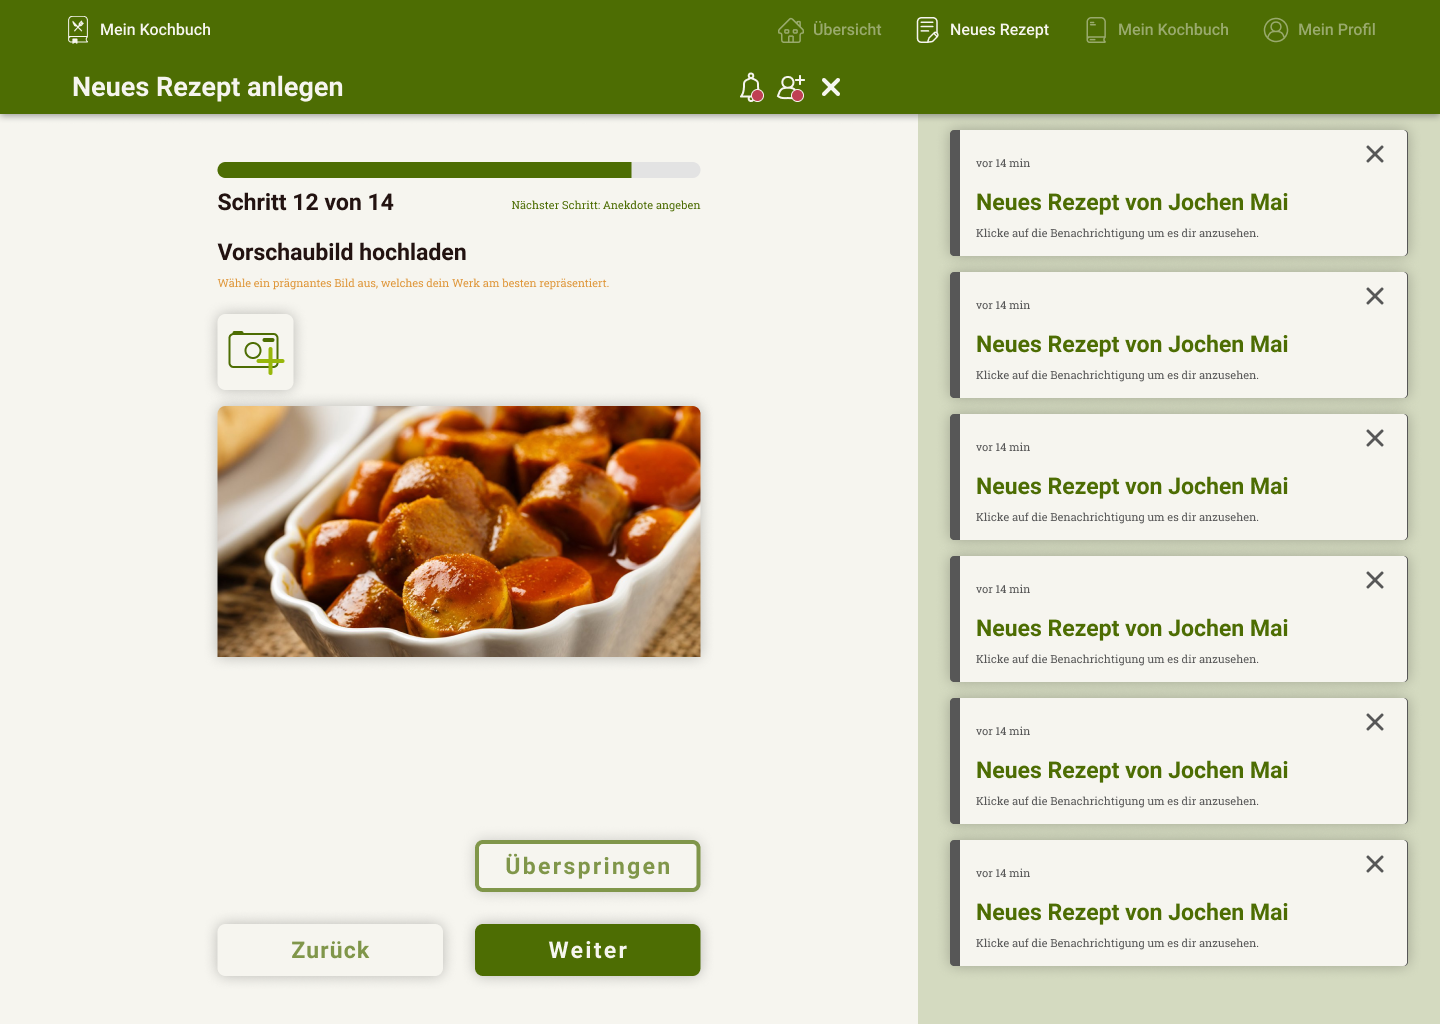 Mein Kochbuch
Übersicht
Neues Rezept
Mein Kochbuch
Mein Profil
Neues Rezept anlegen
Schritt 12 von 14
Nächster Schritt: Anekdote angeben
Vorschaubild hochladen
Wähle ein prägnantes Bild aus, welches dein Werk am besten repräsentiert.
Überspringen
Zurück
Weiter
vor 14 min
Neues Rezept von Jochen Mai
Klicke auf die Benachrichtigung um es dir anzusehen.
vor 14 min
Neues Rezept von Jochen Mai
Klicke auf die Benachrichtigung um es dir anzusehen.
vor 14 min
Neues Rezept von Jochen Mai
Klicke auf die Benachrichtigung um es dir anzusehen.
vor 14 min
Neues Rezept von Jochen Mai
Klicke auf die Benachrichtigung um es dir anzusehen.
vor 14 min
Neues Rezept von Jochen Mai
Klicke auf die Benachrichtigung um es dir anzusehen.
vor 14 min
Neues Rezept von Jochen Mai
Klicke auf die Benachrichtigung um es dir anzusehen.